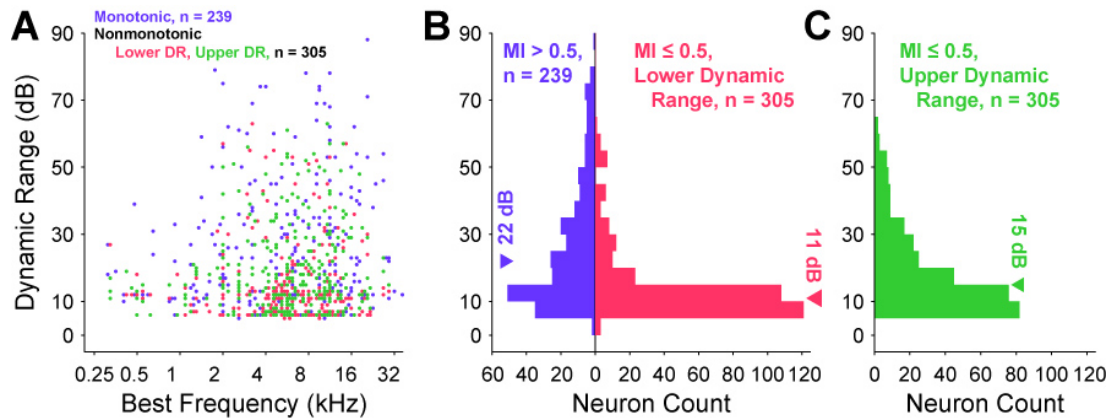 A
Monotonic, n = 239
Nonmonotonic
Lower DR, Upper DR, n = 305
Dynamic Range (dB)
90
70
50
30
10
0
0.25 0.5 1 2 4 8 16 32
Best Frequency (kHz)
B
90
70
50
30
10
0
MI > 0.5,
n = 239
MI ≤ 0.5,
Lower Dynamic
Range, n = 305
22 dB
11 dB
60 40 20 0 20 40 60 80 100 120
Neuron Count
C
90
70
50
30
10
0
MI ≤ 0.5,
Upper Dynamic
Range, n = 305
15 dB
0 20 40 60 80 100 120
Neuron Count